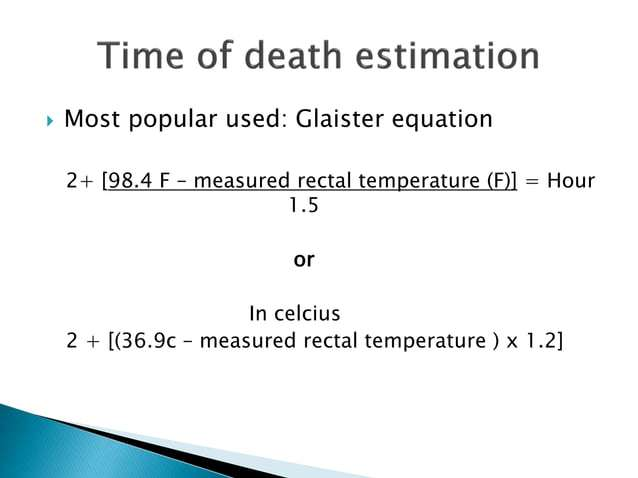 Time of death estimation
Most popular used: Glaister equation
2+ [98.4 F – measured rectal temperature (F)] = Hour
1.5
or
In celcius
2 + [(36.9c – measured rectal temperature ) x 1.2]